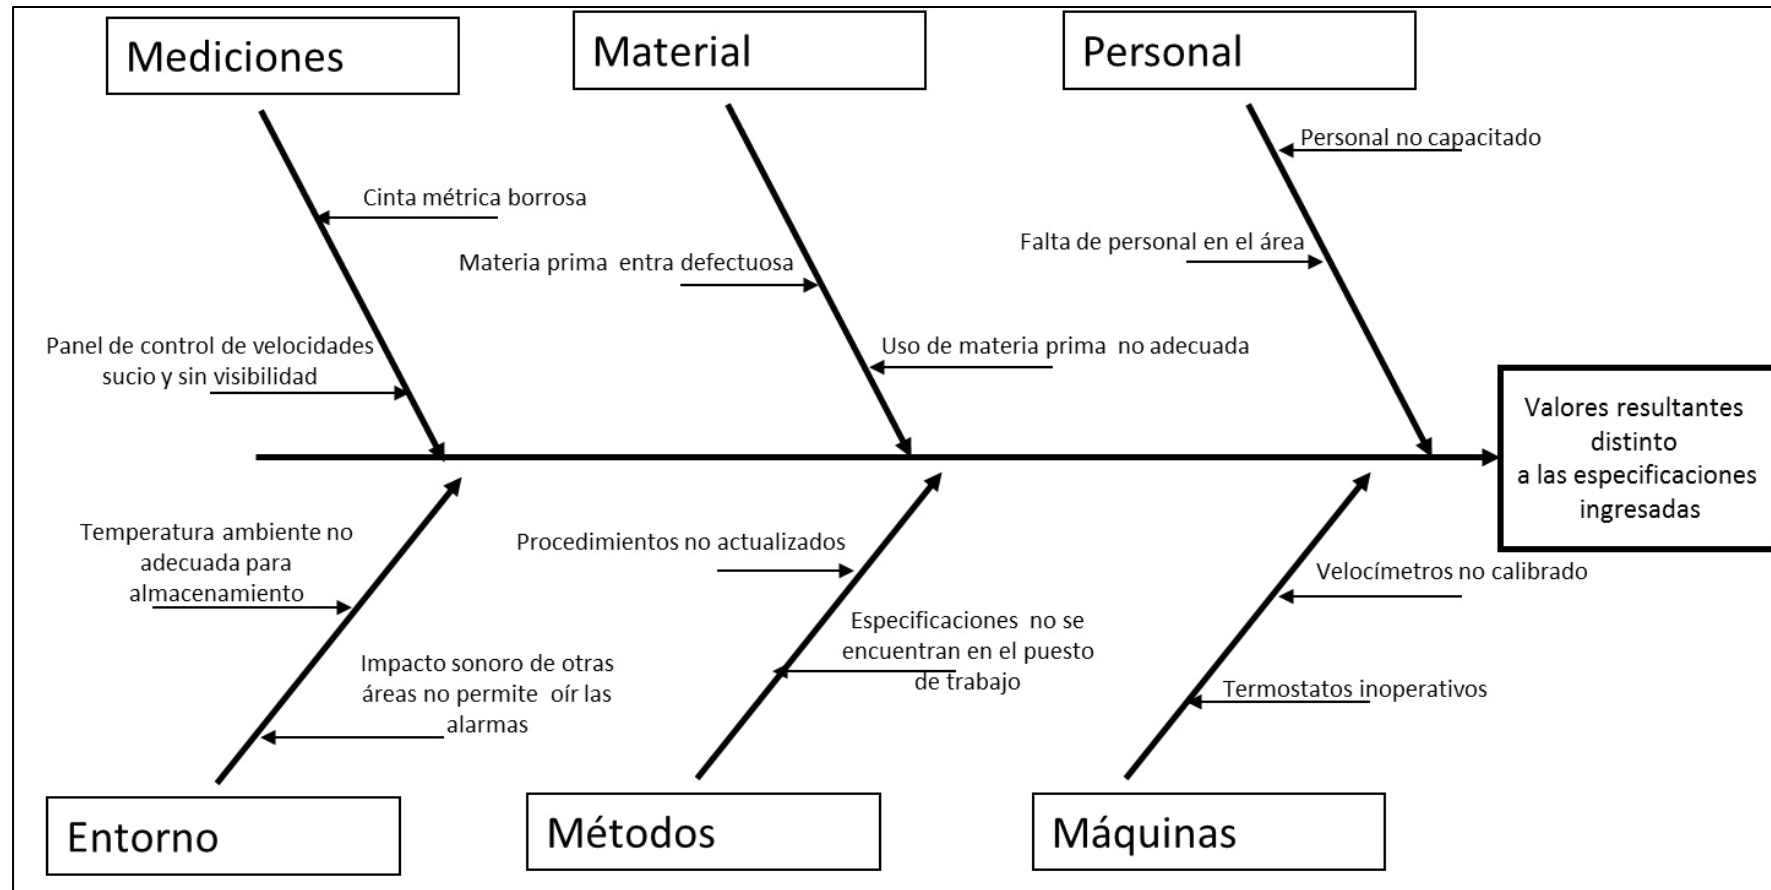 Mediciones
Material
Personal
Personal no capacitado
Cinta métrica borrosa
Falta de personal en el área
Materia prima  entra defectuosa
Panel de control de velocidades
sucio y sin visibilidad
Uso de materia prima  no adecuada
Valores resultantes
distinto
a las especificaciones
ingresadas
Temperatura ambiente no
adecuada para
almacenamiento
Procedimientos no actualizados
Velocímetros no calibrado
Especificaciones  no se
encuentran en el puesto
de trabajo
Impacto sonoro de otras
áreas no permite  oír las
alarmas
Termostatos inoperativos
Entorno
Métodos
Máquinas